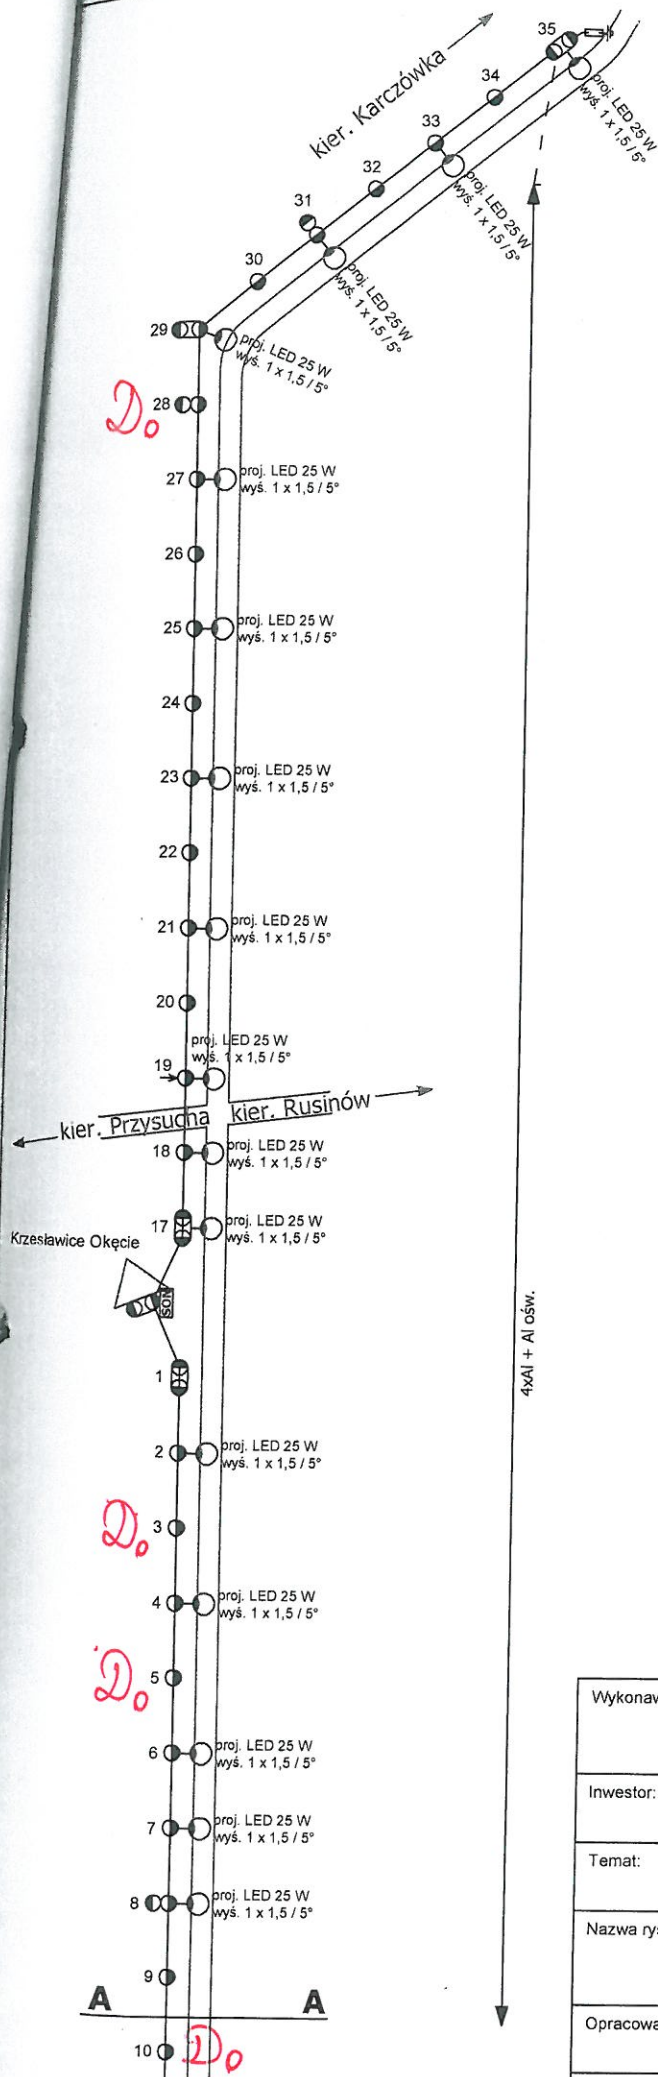 35
34
kier. Karczówka
proj. LED 25 W
wyś. 1 x 1,5 / 5°
33
32
proj. LED 25 W
wyś. 1 x 1,5 / 5°
31
30
proj. LED 25 W
wyś. 1 x 1,5 / 5°
29
proj. LED 25 W
wyś. 1 x 1,5 / 5°
Do
28
27
proj. LED 25 W
wyś. 1 x 1,5 / 5°
26
25
proj. LED 25 W
wyś. 1 x 1,5 / 5°
24
23
proj. LED 25 W
wyś. 1 x 1,5 / 5°
22
21
proj. LED 25 W
wyś. 1 x 1,5 / 5°
20
proj. LED 25 W
wyś. 1 x 1,5 / 5°
19
kier. Przysucha kier. Rusinów
18
proj. LED 25 W
wyś. 1 x 1,5 / 5°
17
proj. LED 25 W
wyś. 1 x 1,5 / 5°
Krzesławice Okęcie
SON
4xAl + Al ośw.
1
2
proj. LED 25 W
wyś. 1 x 1,5 / 5°
Do
3
4
proj. LED 25 W
wyś. 1 x 1,5 / 5°
Do
5
6
proj. LED 25 W
wyś. 1 x 1,5 / 5°
7
proj. LED 25 W
wyś. 1 x 1,5 / 5°
8
proj. LED 25 W
wyś. 1 x 1,5 / 5°
9
A A
10
Do
Wykonaw
Inwestor:
Temat:
Nazwa rys
Opracowa